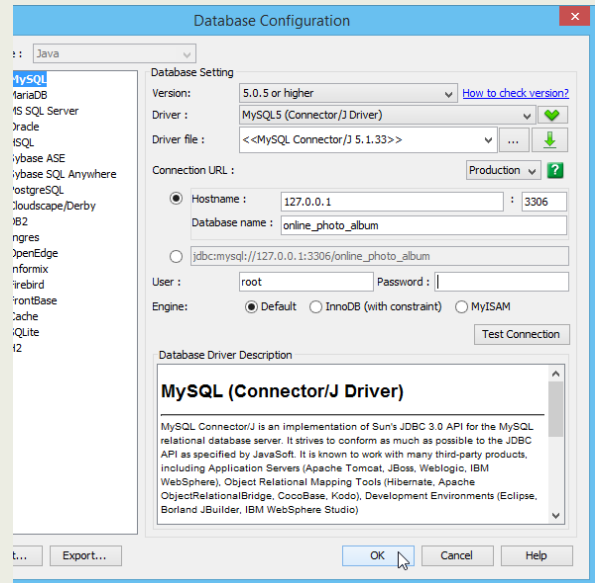 Database Configuration
e : Java
MySQL
MariaDB
MS SQL Server
Oracle
HSQL
Sybase ASE
Sybase SQL Anywhere
PostgreSQL
Cloudscape/Derby
DB2
Ingres
OpenEdge
Informix
Firebird
FrontBase
Cache
SQLite
H2
Database Setting
Version: 5.0.5 or higher How to check version?
Driver : MySQL5 (Connector/J Driver)
Driver file : <<MySQL Connector/J 5.1.33>> ...
Connection URL : Production ?
Hostname : 127.0.0.1 : 3306
Database name : online_photo_album
jdbc:mysql://127.0.0.1:3306/online_photo_album
User : root Password :
Engine: Default InnoDB (with constraint) MyISAM
Test Connection
Database Driver Description
MySQL (Connector/J Driver)
MySQL Connector/J is an implementation of Sun's JDBC 3.0 API for the MySQL
relational database server. It strives to conform as much as possible to the JDBC
API as specified by JavaSoft. It is known to work with many third-party products,
including Application Servers (Apache Tomcat, JBoss, Weblogic, IBM
WebSphere), Object Relational Mapping Tools (Hibernate, Apache
ObjectRelationalBridge, CocoBase, Kodo), Development Environments (Eclipse,
Borland JBuilder, IBM WebSphere Studio)
t... Export... OK Cancel Help